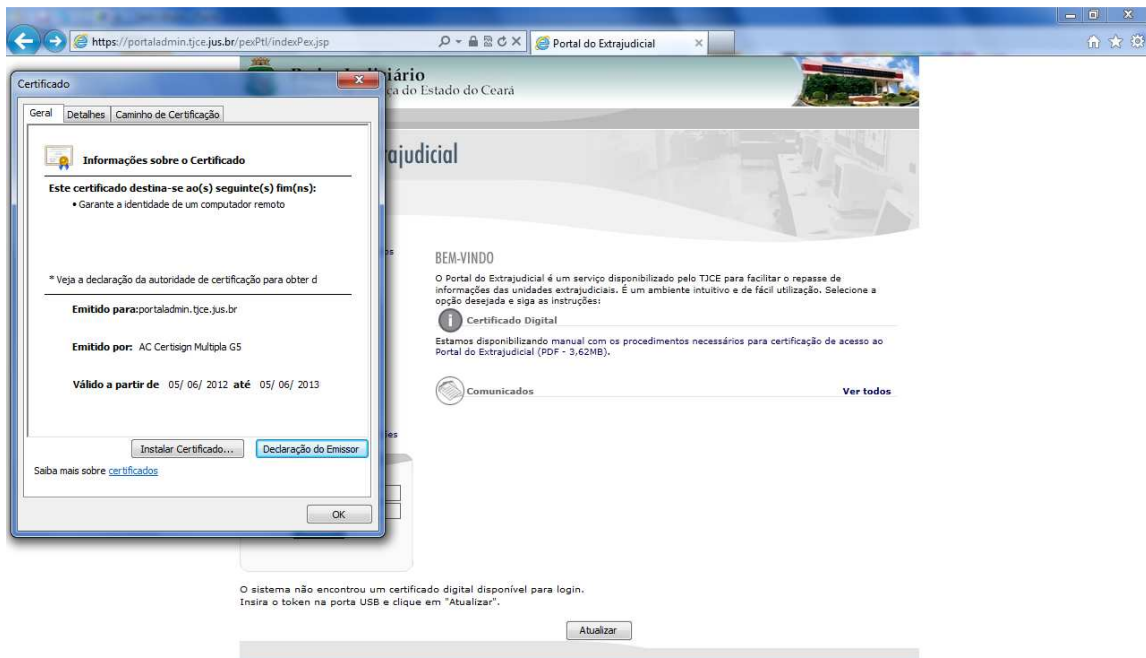 https://portaladmin.tjce.jus.br/pexPtl/indexPex.jsp
Portal do Extrajudicial
Certificado
Geral
Detalhes
Caminho de Certificação
Informações sobre o Certificado
Este certificado destina-se ao(s) seguinte(s) fim(ns):
• Garante a identidade de um computador remoto
* Veja a declaração da autoridade de certificação para obter d
Emitido para:portaladmin.tjce.jus.br
Emitido por: AC Certisign Multipla G5
Válido a partir de 05/ 06/ 2012 até 05/ 06/ 2013
Instalar Certificado...
Declaração do Emissor
Saiba mais sobre certificados
OK
do Estado do Ceará
BEM-VINDO
O Portal do Extrajudicial é um serviço disponibilizado pelo TJCE para facilitar o repasse de
informações das unidades extrajudiciais. É um ambiente intuitivo e de fácil utilização. Selecione a
opção desejada e siga as instruções:
Certificado Digital
Estamos disponibilizando manual com os procedimentos necessários para certificação de acesso ao
Portal do Extrajudicial (PDF - 3,62MB).
Comunicados
Ver todos
O sistema não encontrou um certificado digital disponível para login.
Insira o token na porta USB e clique em "Atualizar".
Atualizar